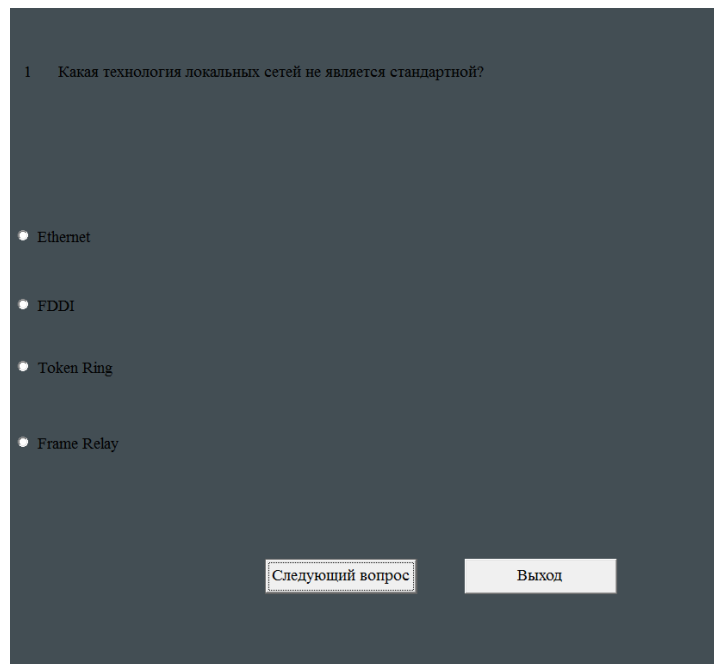 1 Какая технология локальных сетей не является стандартной?
Ethernet
FDDI
Token Ring
Frame Relay
Следующий вопрос Выход